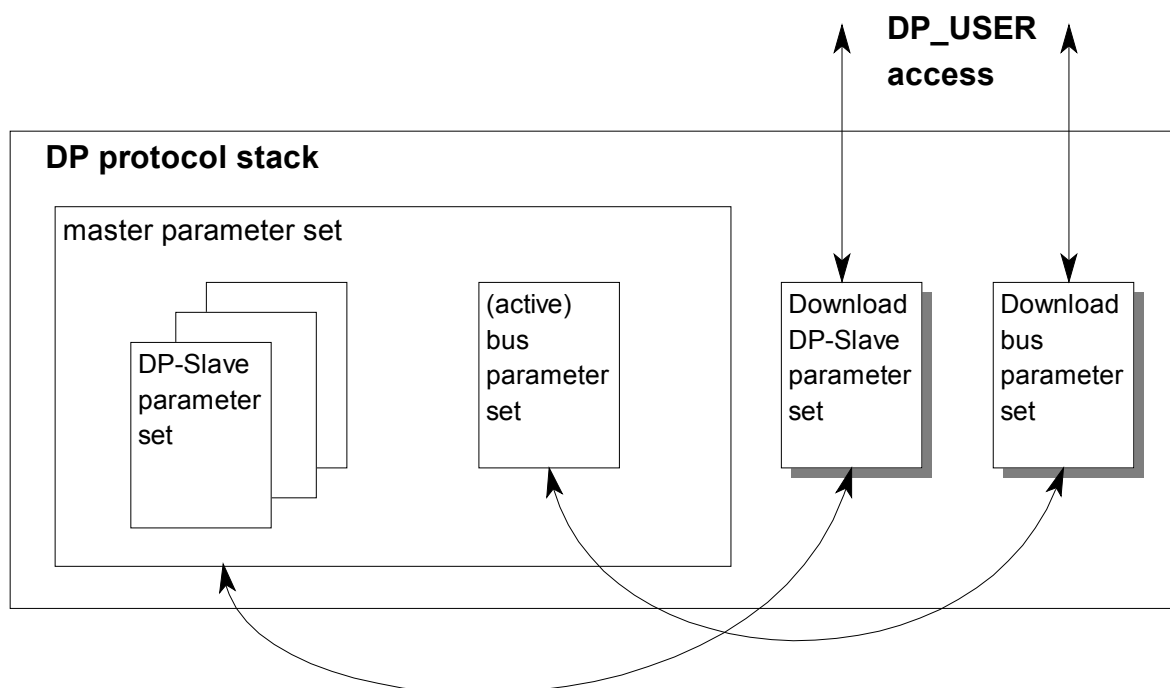 DP_USER
access
DP protocol stack
master parameter set
DP-Slave
parameter
set
(active)
bus
parameter
set
Download
DP-Slave
parameter
set
Download
bus
parameter
set